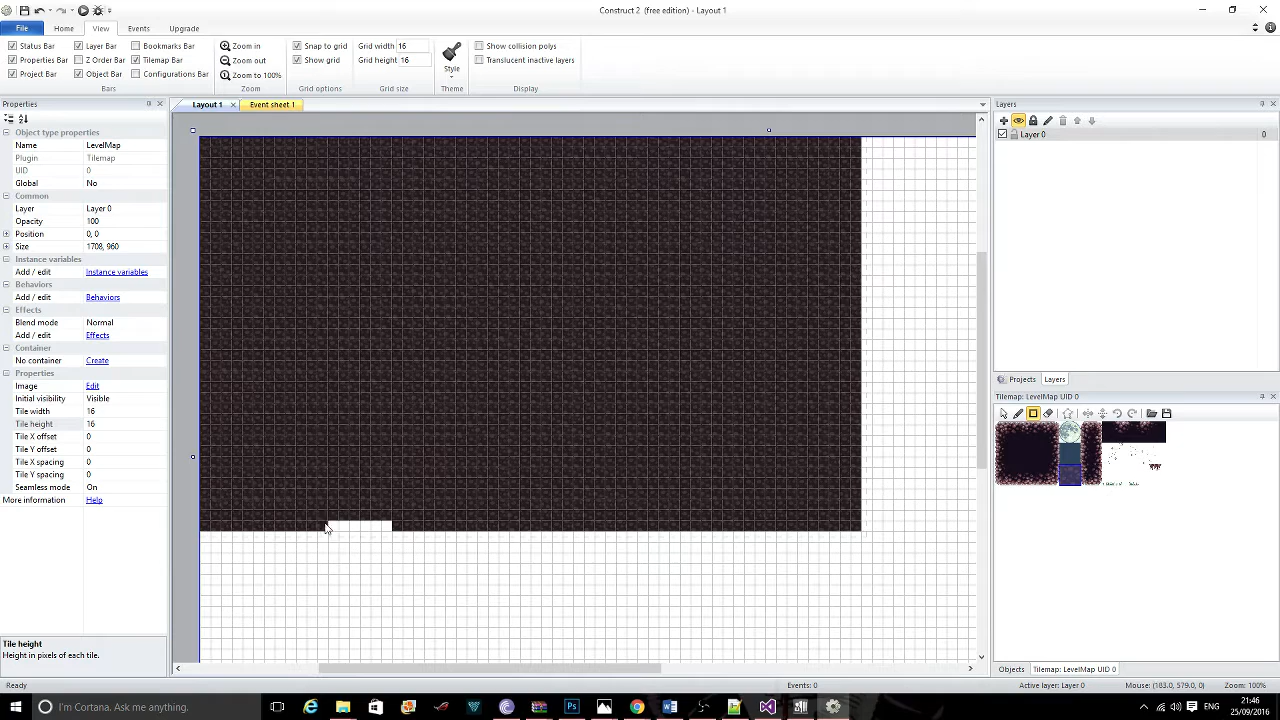 Construct 2 (free edition) - Layout 1
File Home View Events Upgrade
Status Bar Layer Bar Bookmarks Bar Zoom in Snap to grid Grid width 16 Show collision polys
Properties Bar Z Order Bar Tilemap Bar Zoom out Show grid Grid height 16 Translucent inactive layers
Project Bar Object Bar Configurations Bar Zoom to 100% Style
Bars Zoom Grid options Grid size Theme Display
Properties
Layout 1
Event sheet 1
Layers
Object type properties
Name LevelMap
Plugin Tilemap
UID 0
Global No
Common
Layer Layer 0
Opacity 100
Position 0, 0
Size 1708, 960
Instance variables
Add / edit Instance variables
Behaviors
Add / edit Behaviors
Effects
Blend mode Normal
Add / edit Effects
Container
No container Create
Properties
Image Edit
Initial visibility Visible
Tile width 16
Tile height 16
Tile X offset 0
Tile Y offset 0
Tile X spacing 0
Tile Y spacing 0
Seamless mode On
More information Help
Layer 0 0
Projects Layers
Tilemap: LevelMap UID 0
Tile height
Height in pixels of each tile.
Objects Tilemap: LevelMap UID 0
Ready Events: 0 Active layer: Layer 0 Mouse: (183.0, 579.0, 0) Zoom: 100%
I'm Cortana. Ask me anything.
ENG
21:46
25/09/2016